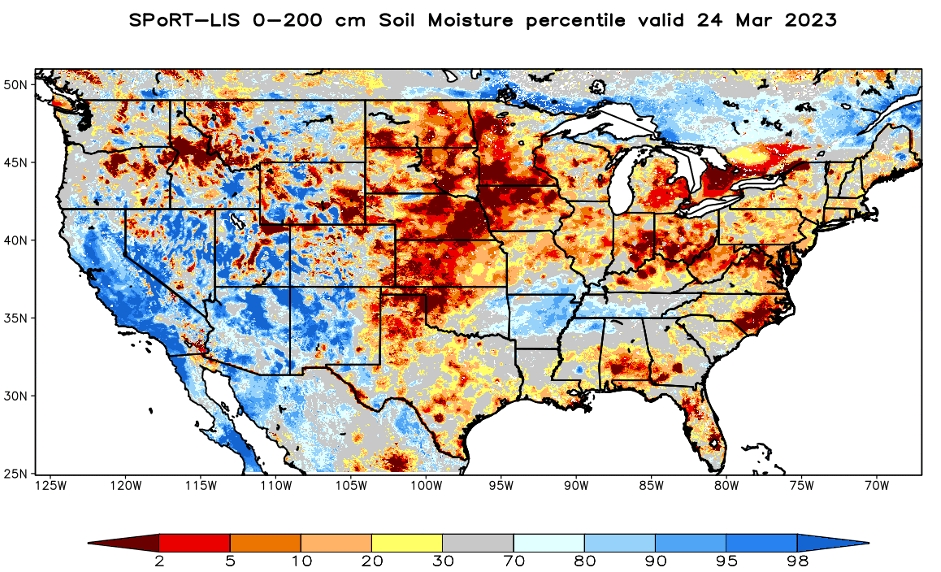 SPoRT-LIS 0-200 cm Soil Moisture percentile valid 24 Mar 2023
50N
45N
40N
35N
30N
25N
125W 120W 115W 110W 105W 100W 95W 90W 85W 80W 75W 70W
2 5 10 20 30 70 80 90 95 98